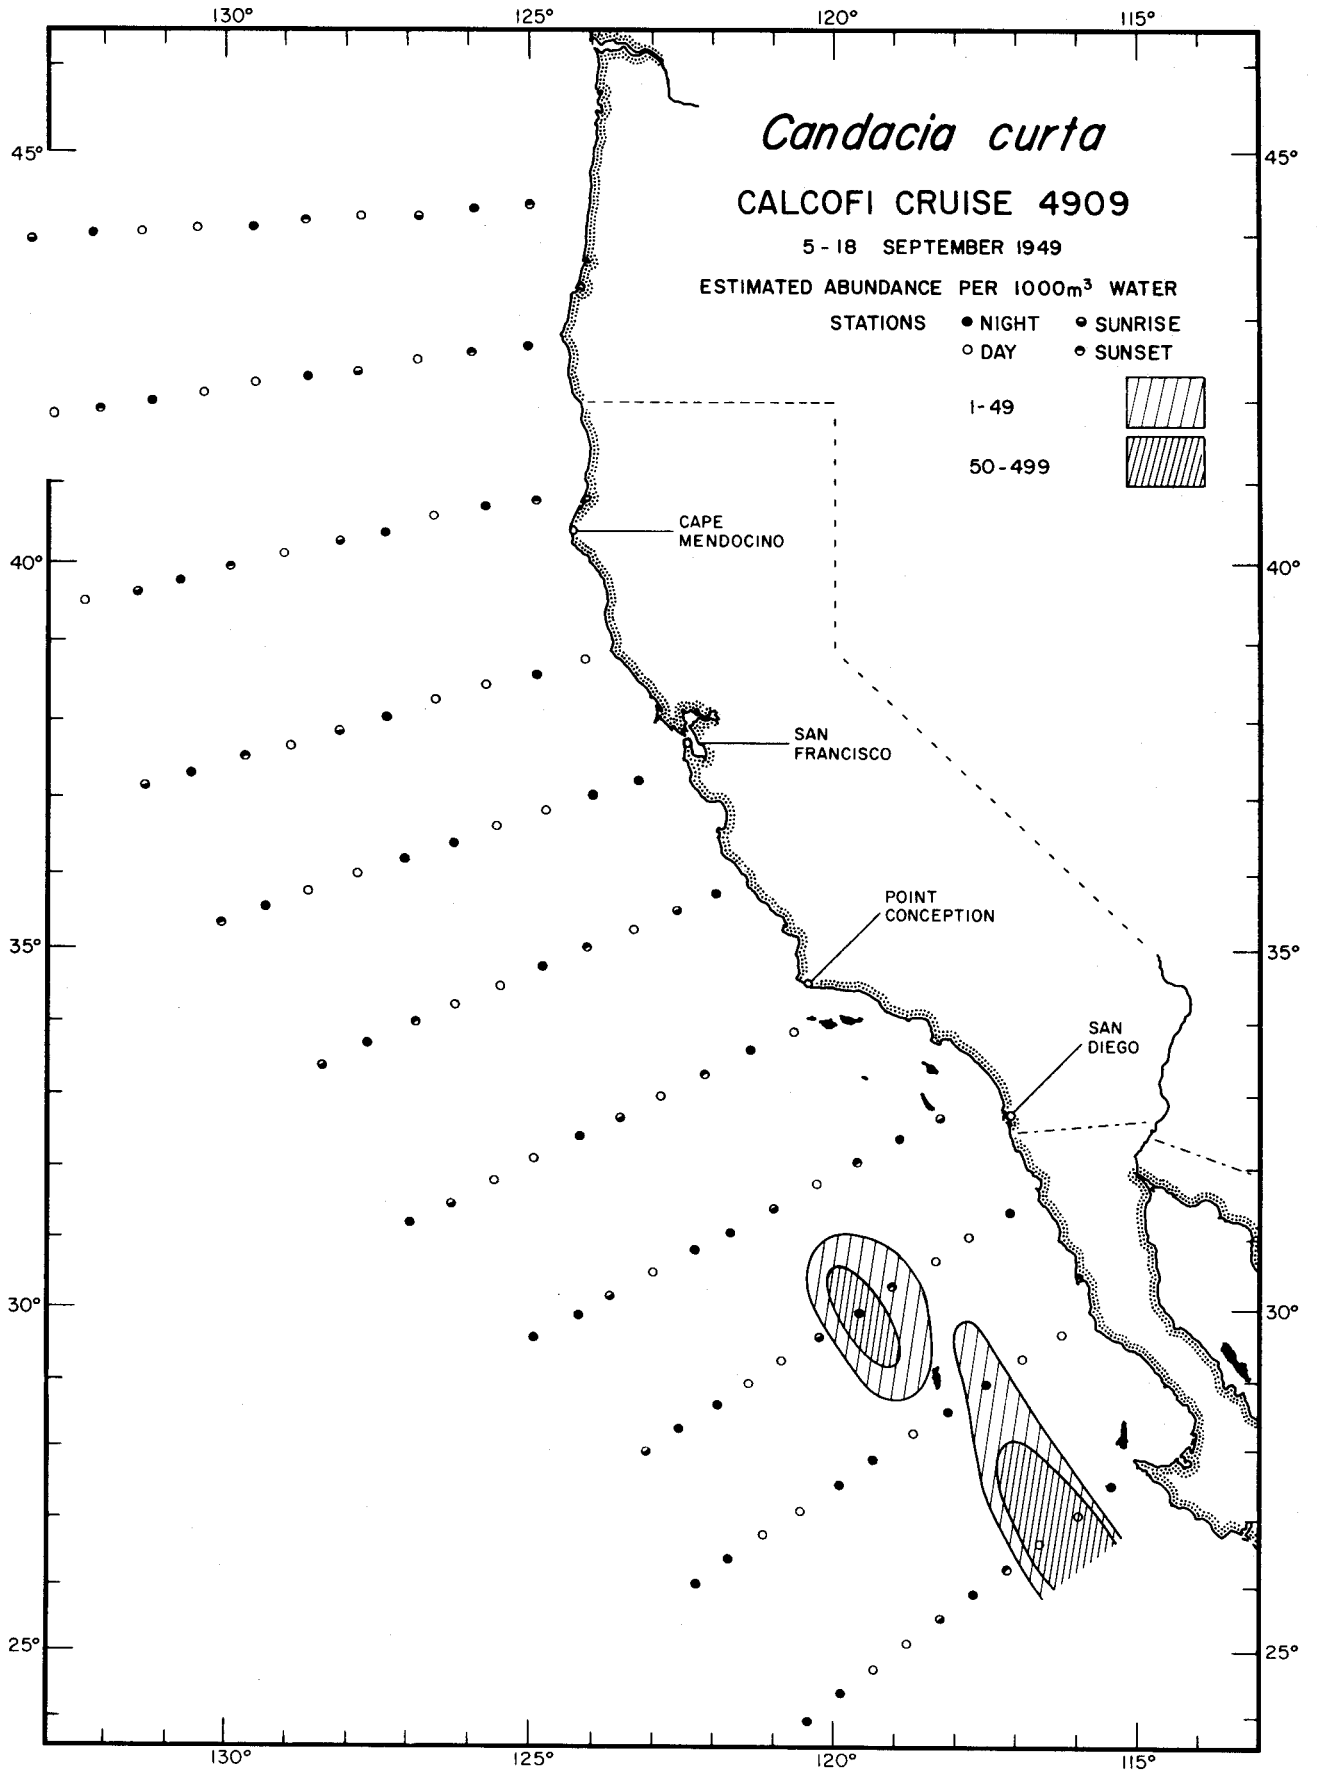 130° 125° 120° 115°
Candacia curta
CALCOFI CRUISE 4909
5-18 SEPTEMBER 1949
ESTIMATED ABUNDANCE PER 1000m³ WATER
STATIONS ● NIGHT ◒ SUNRISE
○ DAY ◓ SUNSET
1-49
50-499
45° 45°
CAPE
MENDOCINO
40° 40°
SAN
FRANCISCO
POINT
CONCEPTION
35° 35°
SAN
DIEGO
30° 30°
25° 25°
130° 125° 120° 115°